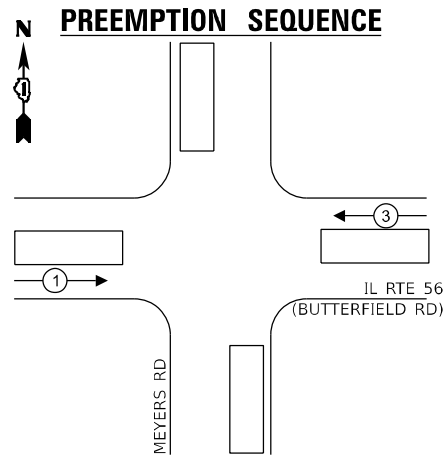 PREEMPTION SEQUENCE
N
3
1
IL RTE 56
(BUTTERFIELD RD)
MEYERS RD